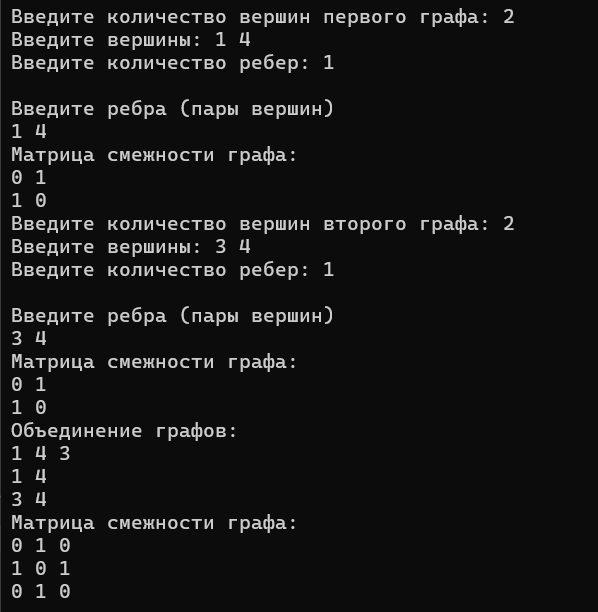 Введите количество вершин первого графа: 2
Введите вершины: 1 4
Введите количество ребер: 1
Введите ребра (пары вершин)
1 4
Матрица смежности графа:
0 1
1 0
Введите количество вершин второго графа: 2
Введите вершины: 3 4
Введите количество ребер: 1
Введите ребра (пары вершин)
3 4
Матрица смежности графа:
0 1
1 0
Объединение графов:
1 4 3
1 4
3 4
Матрица смежности графа:
0 1 0
1 0 1
0 1 0